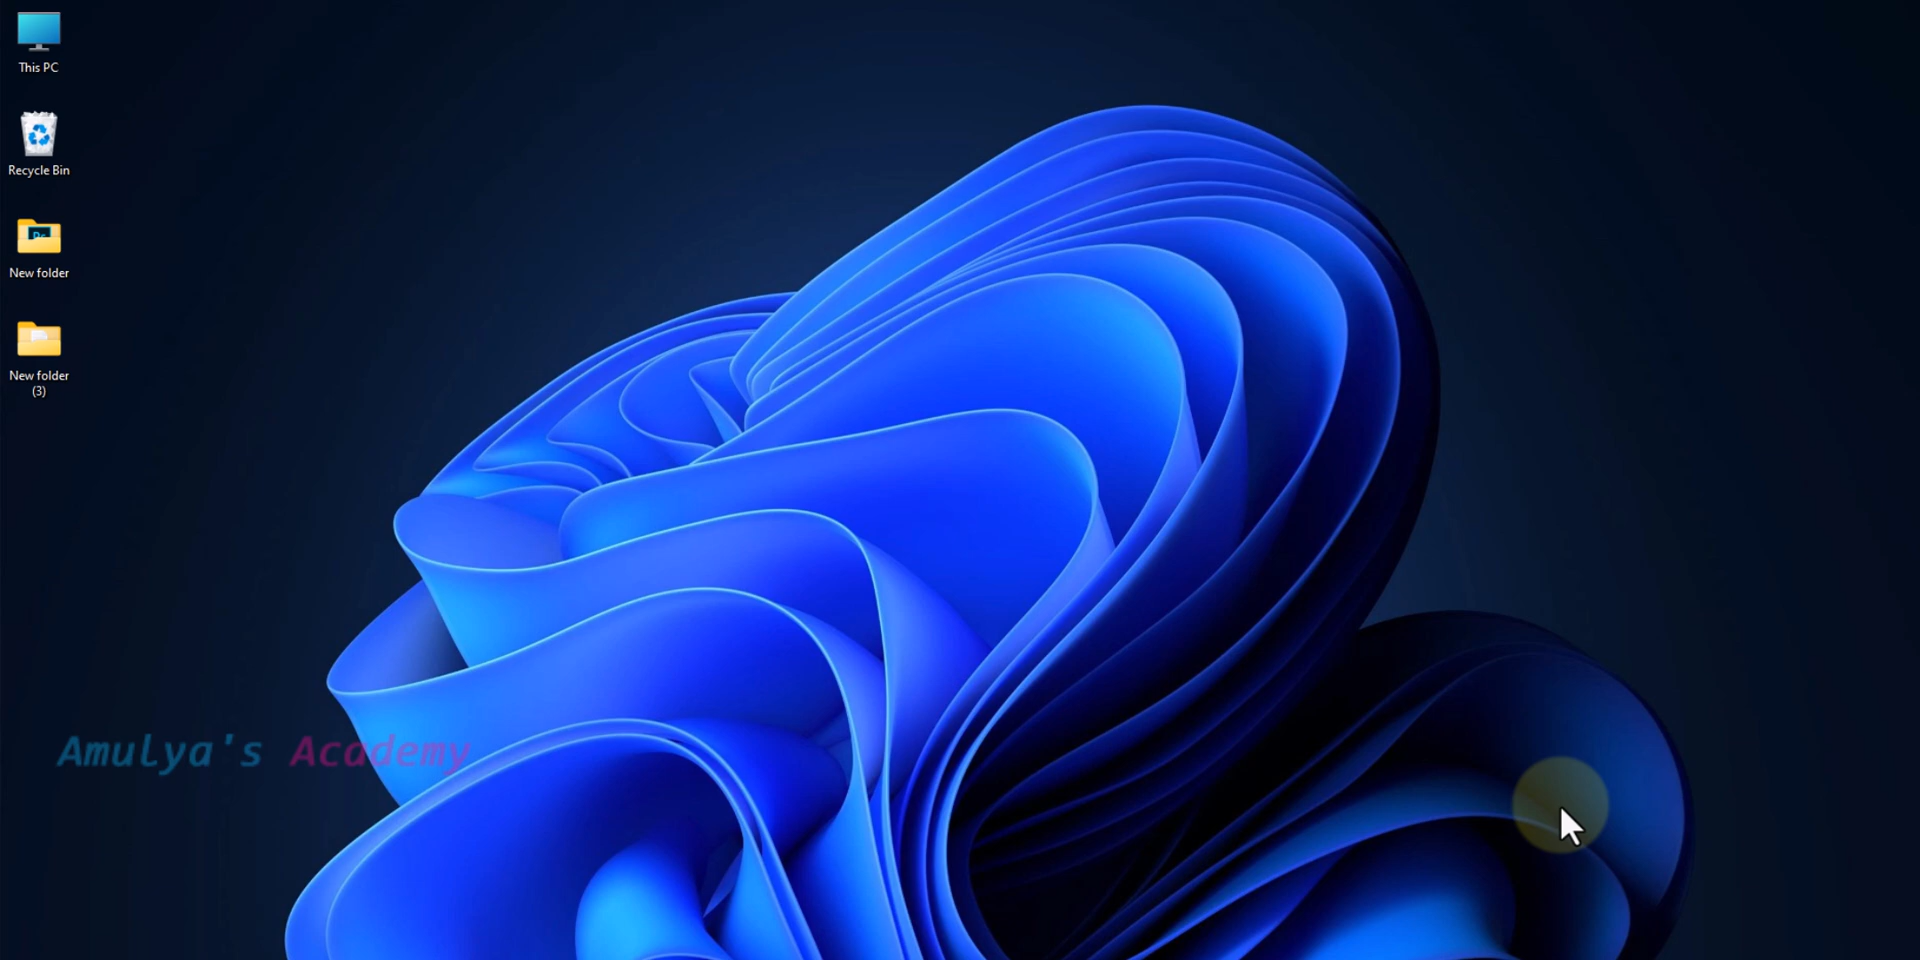 This PC
Recycle Bin
New folder
New folder
(3)
Amulya's Academy